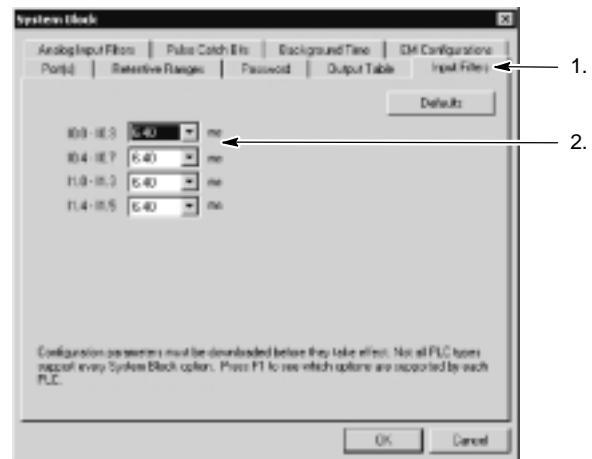 System Block
Analog Input Filters Pulse Catch Bits Background Time EM Configurations
Port(s) Retentive Ranges Password Output Table Input Filters
1.
Defaults
I0.0 - I0.3 6.40 ms
2.
I0.4 - I0.7 6.40 ms
I1.0 - I1.3 6.40 ms
I1.4 - I1.5 6.40 ms
Configuration parameters must be downloaded before they take effect. Not all PLC types
support every System Block option. Press F1 to see which options are supported by each
PLC.
OK Cancel